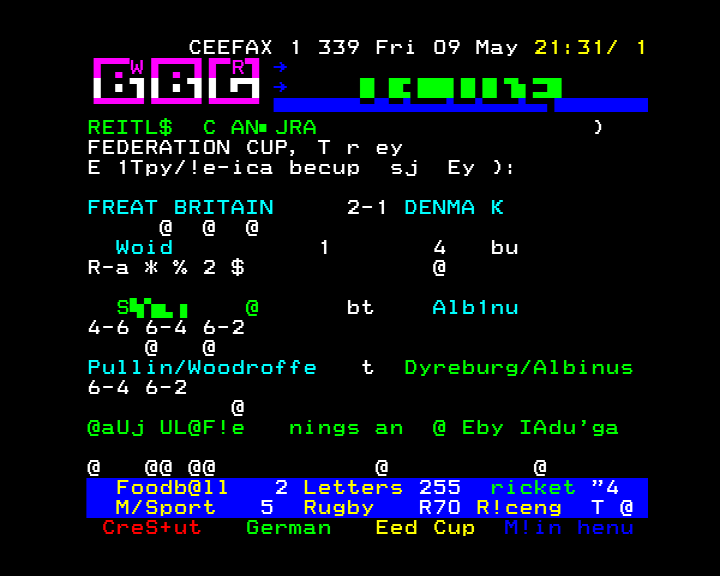 CEEFAX 1 339 Fri 09 May 21:31/ 1
BBC W R
REITL$ C AN JRA )
FEDERATION CUP, T r ey
E 1Tpy/!e-ica becup sj Ey ):
FREAT BRITAIN 2-1 DENMA K
@ @ @
Woid 1 4 bu
R-a * % 2 $ @
S @ bt Alb1nu
4-6 6-4 6-2
@ @
Pullin/Woodroffe t Dyreburg/Albinus
6-4 6-2
@
@aUj UL@F!e nings an @ Eby IAdu'ga
@ @@ @@ @ @
Foodb@ll 2 Letters 255 ricket "4
M/Sport 5 Rugby R70 R!ceng T @
CreS+ut German Eed Cup M!in henu